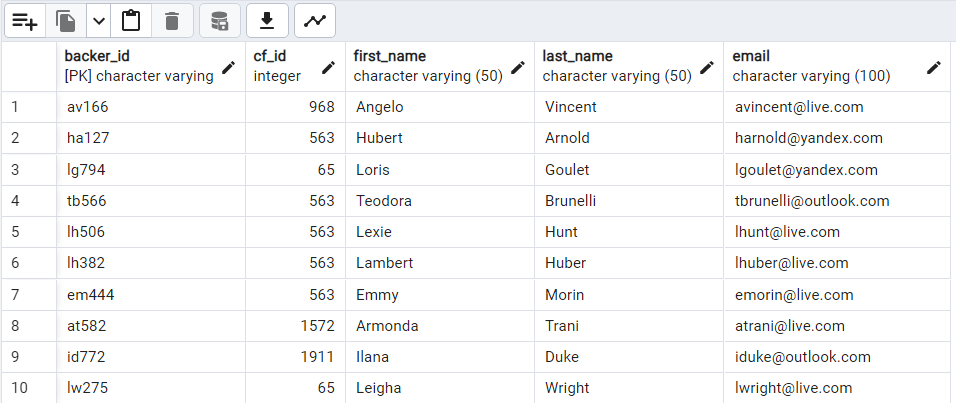 backer_id cf_id first_name last_name email
[PK] character varying integer character varying (50) character varying (50) character varying (100)
1 av166 968 Angelo Vincent avincent@live.com
2 ha127 563 Hubert Arnold harnold@yandex.com
3 lg794 65 Loris Goulet lgoulet@yandex.com
4 tb566 563 Teodora Brunelli tbrunelli@outlook.com
5 lh506 563 Lexie Hunt lhunt@live.com
6 lh382 563 Lambert Huber lhuber@live.com
7 em444 563 Emmy Morin emorin@live.com
8 at582 1572 Armonda Trani atrani@live.com
9 id772 1911 Ilana Duke iduke@outlook.com
10 lw275 65 Leigha Wright lwright@live.com